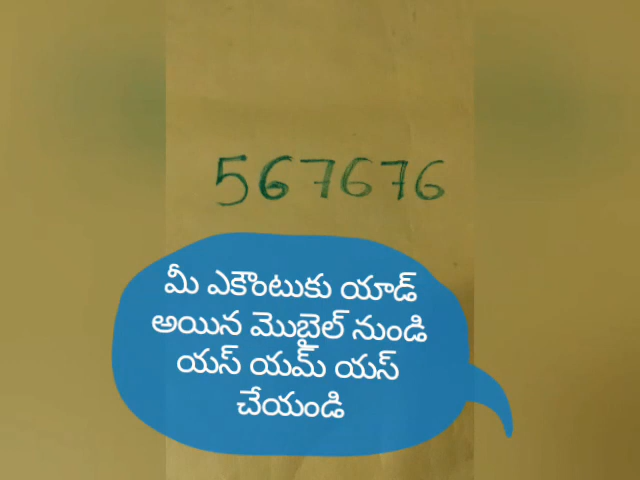 567676
మీ ఎకౌంటుకు యాడ్
అయిన మొబైల్ నుండి
యస్ యమ్ యస్
చేయండి